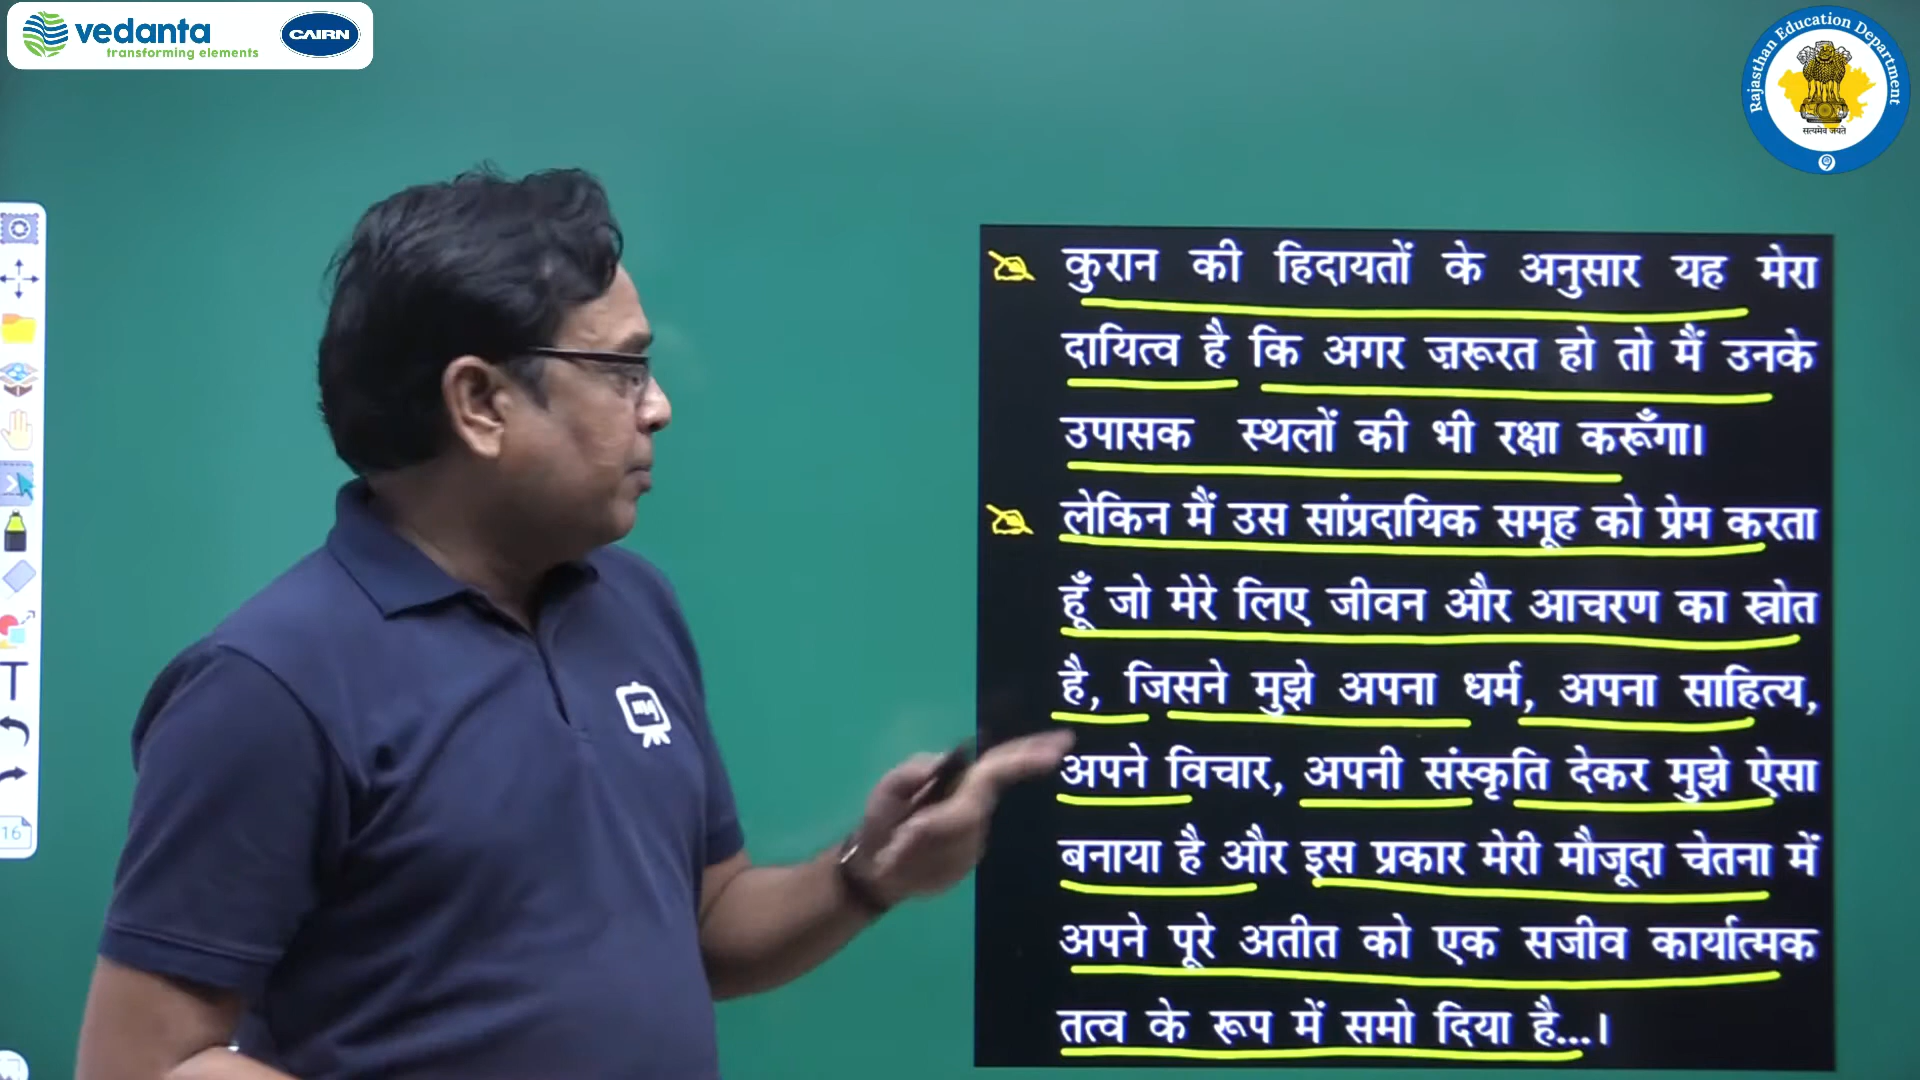 vedanta
transforming elements
CAIRN
Rajasthan Education Department
सत्यमेव जयते
कुरान की हिदायतों के अनुसार यह मेरा
दायित्व है कि अगर ज़रूरत हो तो मैं उनके
उपासक स्थलों की भी रक्षा करूँगा।
लेकिन मैं उस सांप्रदायिक समूह को प्रेम करता
हूँ जो मेरे लिए जीवन और आचरण का स्रोत
है, जिसने मुझे अपना धर्म, अपना साहित्य,
अपने विचार, अपनी संस्कृति देकर मुझे ऐसा
बनाया है और इस प्रकार मेरी मौजूदा चेतना में
अपने पूरे अतीत को एक सजीव कार्यात्मक
तत्व के रूप में समो दिया है...।
T
16